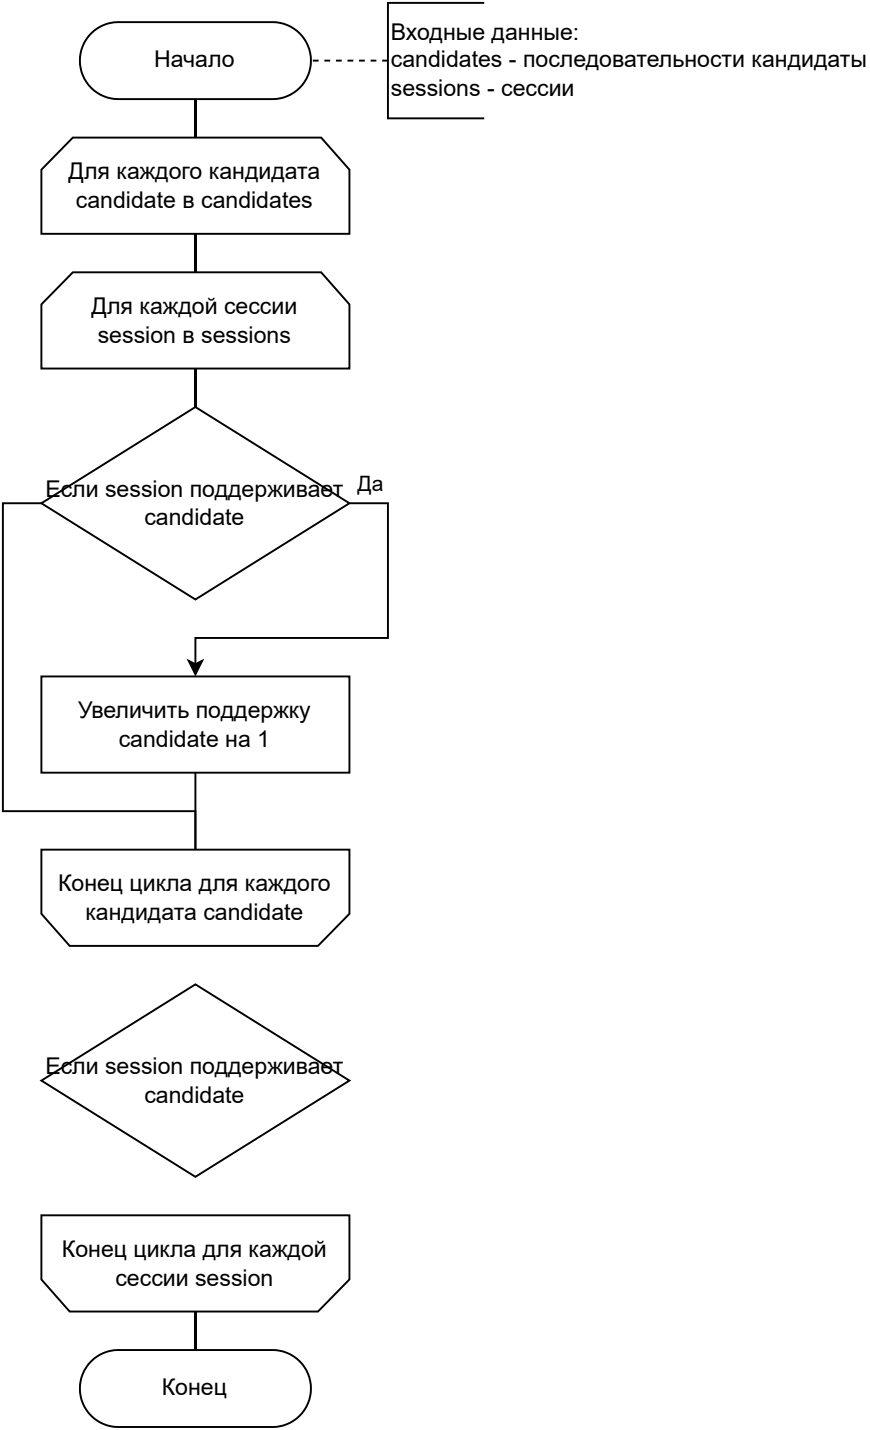 Начало
Входные данные:
candidates - последовательности кандидаты
sessions - сессии
Для каждого кандидата
candidate в candidates
Для каждой сессии
session в sessions
Если session поддерживает
candidate
Да
Увеличить поддержку
candidate на 1
Конец цикла для каждого
кандидата candidate
Если session поддерживает
candidate
Конец цикла для каждой
сессии session
Конец